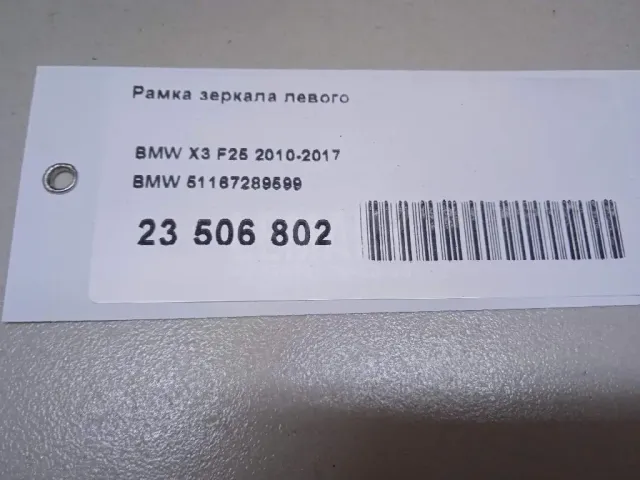 Рамка зеркала левого
BMW X3 F25 2010-2017
BMW 51167289599
23 506 802